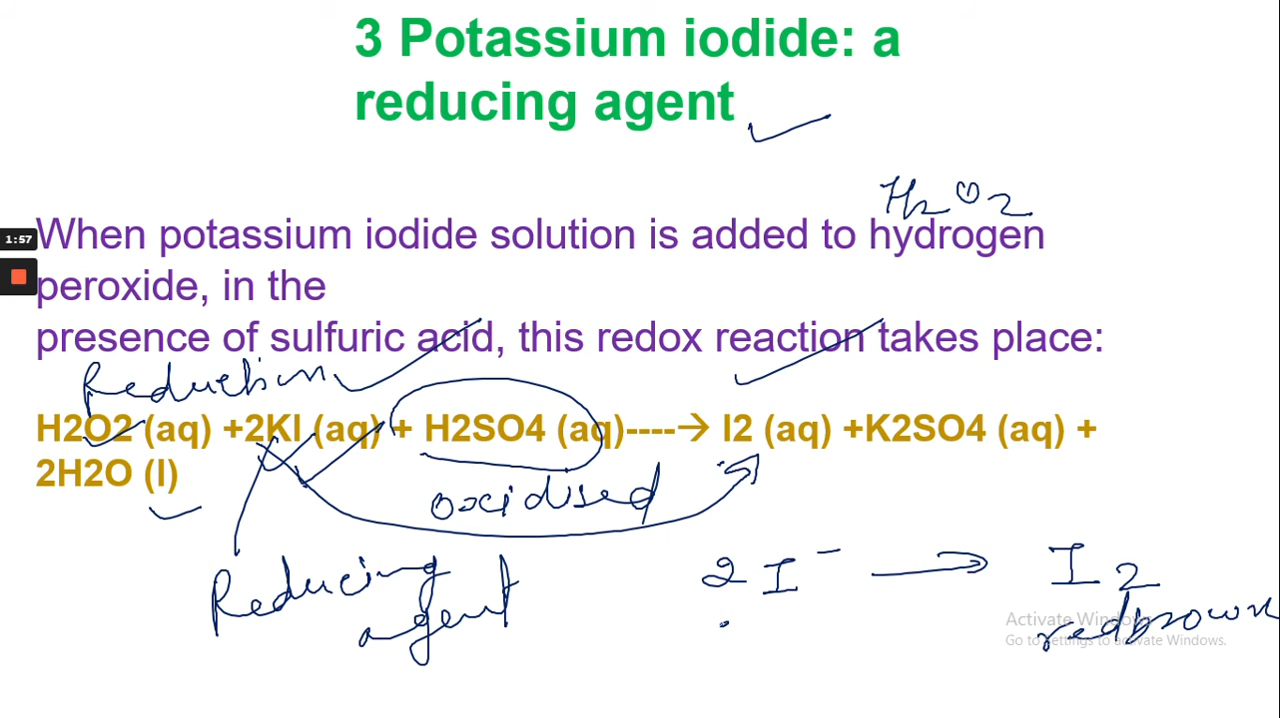 3 Potassium iodide: a
reducing agent
H2O2
1:57
When potassium iodide solution is added to hydrogen
peroxide, in the
presence of sulfuric acid, this redox reaction takes place:
Reduction
H2O2 (aq) +2KI (aq) + H2SO4 (aq)----→ I2 (aq) +K2SO4 (aq) +
2H2O (l)
oxidised
Reducing
agent
2I⁻ → I2
redbrown
Activate Windows
Go to Settings to activate Windows.